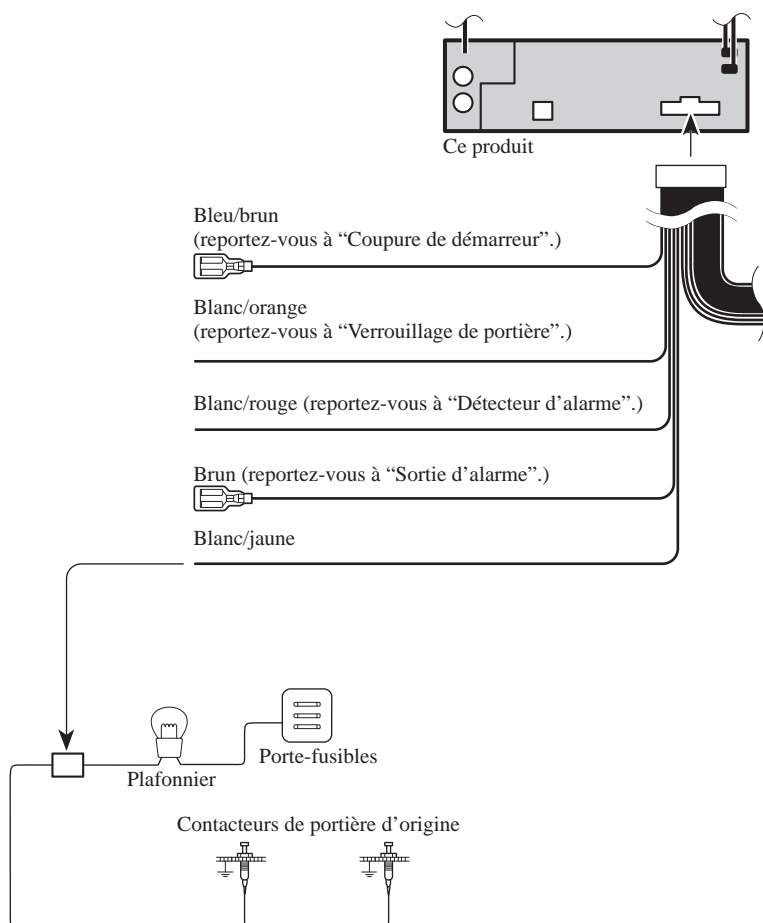 Ce produit
Bleu/brun
(reportez-vous à “Coupure de démarreur”.)
Blanc/orange
(reportez-vous à “Verrouillage de portière”.)
Blanc/rouge (reportez-vous à “Détecteur d’alarme”.)
Brun (reportez-vous à “Sortie d’alarme”.)
Blanc/jaune
Porte-fusibles
Plafonnier
Contacteurs de portière d’origine